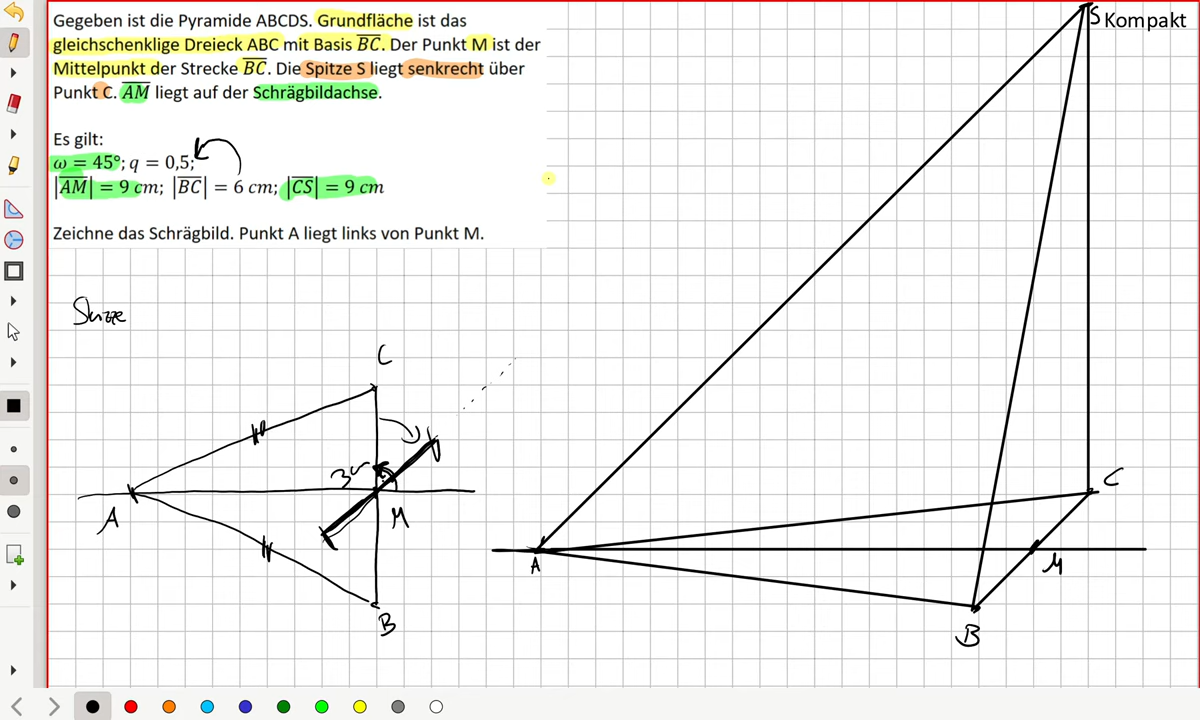 Gegeben ist die Pyramide ABCDS. Grundfläche ist das
gleichschenklige Dreieck ABC mit Basis BC. Der Punkt M ist der
Mittelpunkt der Strecke BC. Die Spitze S liegt senkrecht über
Punkt C. AM liegt auf der Schrägbildachse.
Es gilt:
ω = 45°; q = 0,5;
|AM| = 9 cm; |BC| = 6 cm; |CS| = 9 cm
Zeichne das Schrägbild. Punkt A liegt links von Punkt M.
S Kompakt
Skizze
C
3
A
M
B
C
A
M
B